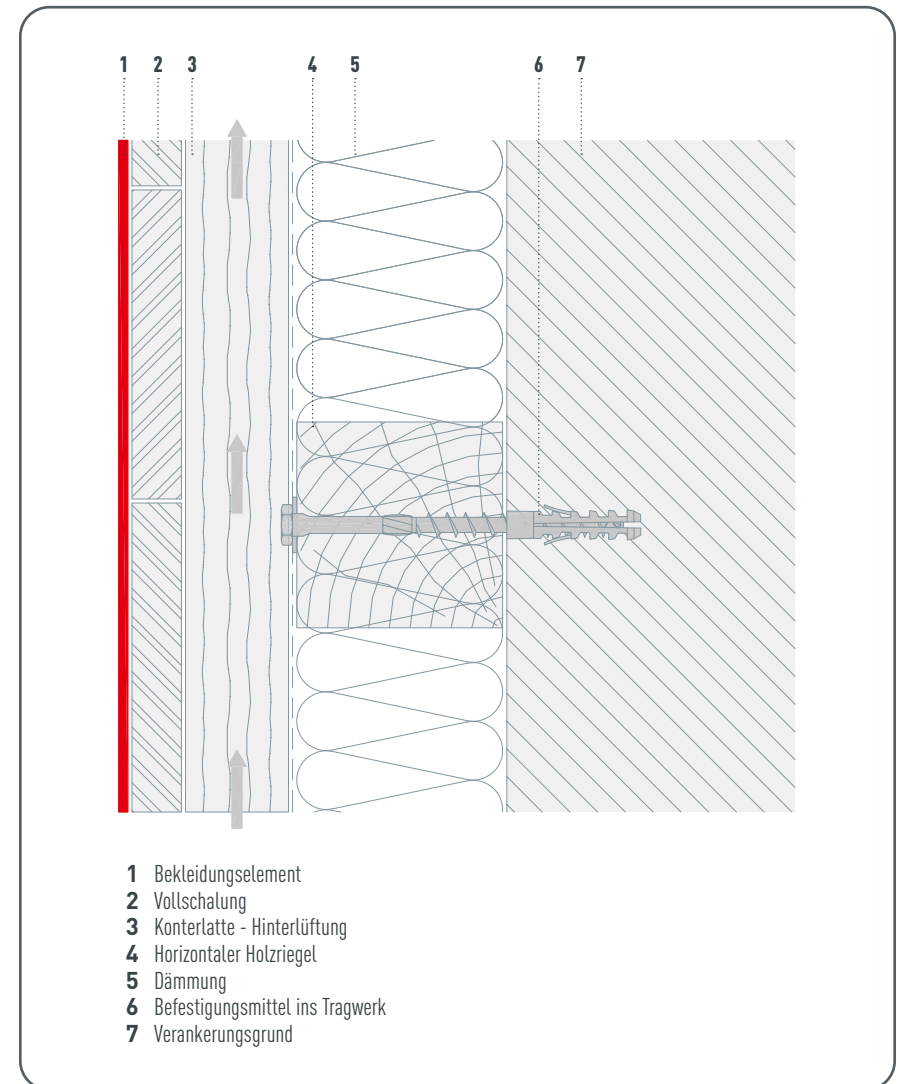 1 2 3 4 5 6 7
1 Bekleidungselement
2 Vollschalung
3 Konterlatte - Hinterlüftung
4 Horizontaler Holzriegel
5 Dämmung
6 Befestigungsmittel ins Tragwerk
7 Verankerungsgrund